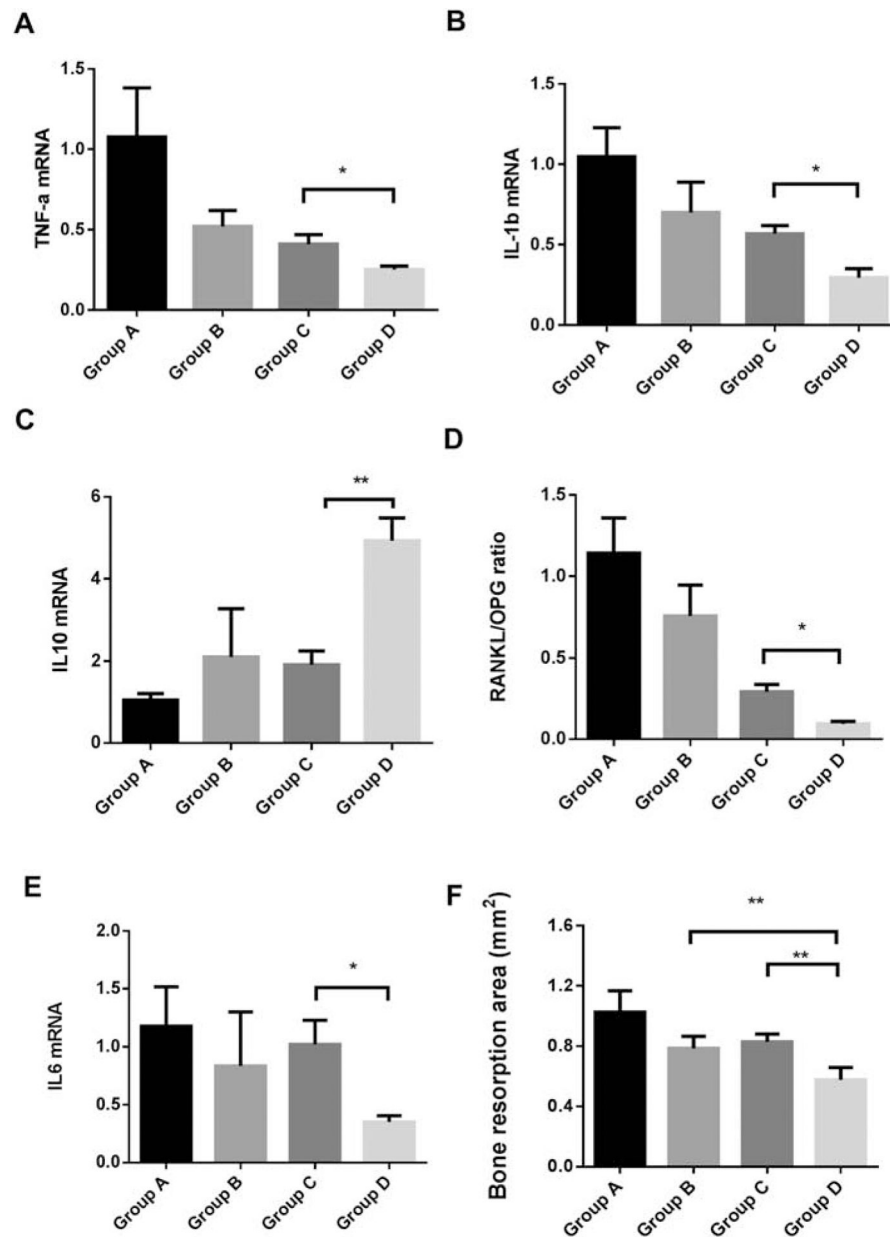 A
TNF-a mRNA
1.5
1.0
0.5
0.0
*
Group A
Group B
Group C
Group D
B
IL-1b mRNA
1.5
1.0
0.5
0.0
*
Group A
Group B
Group C
Group D
C
IL10 mRNA
6
4
2
0
**
Group A
Group B
Group C
Group D
D
RANKL/OPG ratio
1.5
1.0
0.5
0.0
*
Group A
Group B
Group C
Group D
E
IL6 mRNA
2.0
1.5
1.0
0.5
0.0
*
Group A
Group B
Group C
Group D
F
Bone resorption area (mm²)
1.6
1.2
0.8
0.4
0.0
**
**
Group A
Group B
Group C
Group D